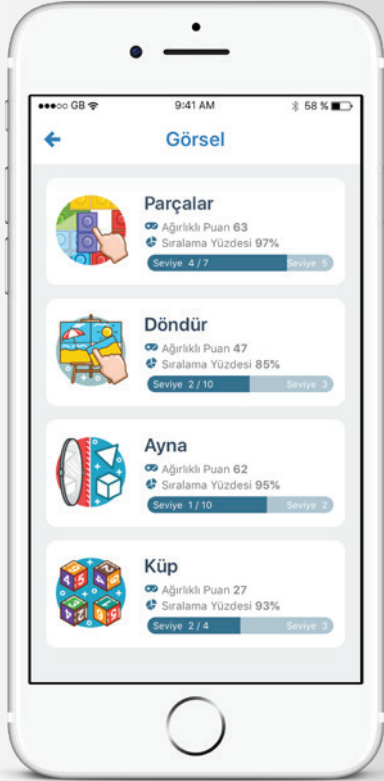 GB 9:41 AM 58 %
Görsel
Parçalar
Ağırlıklı Puan 63
Sıralama Yüzdesi 97%
Seviye 4 / 7 Seviye 5
Döndür
Ağırlıklı Puan 47
Sıralama Yüzdesi 85%
Seviye 2 / 10 Seviye 3
Ayna
Ağırlıklı Puan 62
Sıralama Yüzdesi 95%
Seviye 1 / 10 Seviye 2
Küp
Ağırlıklı Puan 27
Sıralama Yüzdesi 93%
Seviye 2 / 4 Seviye 3